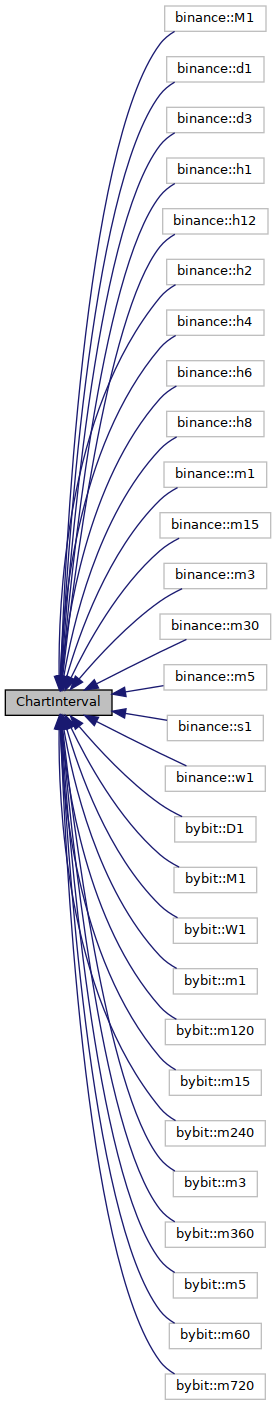 binance::M1
binance::d1
binance::d3
binance::h1
binance::h12
binance::h2
binance::h4
binance::h6
binance::h8
binance::m1
binance::m15
binance::m3
binance::m30
binance::m5
ChartInterval
binance::s1
binance::w1
bybit::D1
bybit::M1
bybit::W1
bybit::m1
bybit::m120
bybit::m15
bybit::m240
bybit::m3
bybit::m360
bybit::m5
bybit::m60
bybit::m720